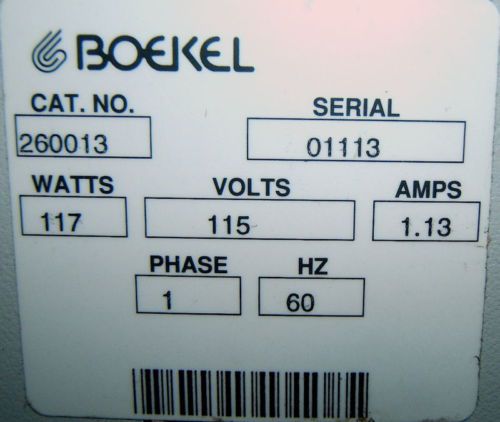 BOEKEL
CAT. NO. SERIAL
260013 01113
WATTS VOLTS AMPS
117 115 1.13
PHASE HZ
1 60